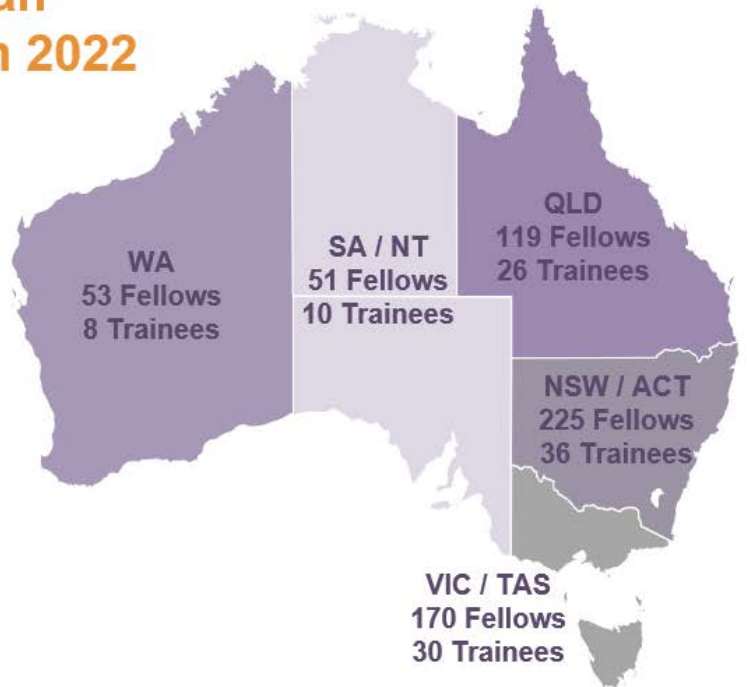 2022
QLD
119 Fellows
26 Trainees
SA / NT
51 Fellows
10 Trainees
WA
53 Fellows
8 Trainees
NSW / ACT
225 Fellows
36 Trainees
VIC / TAS
170 Fellows
30 Trainees